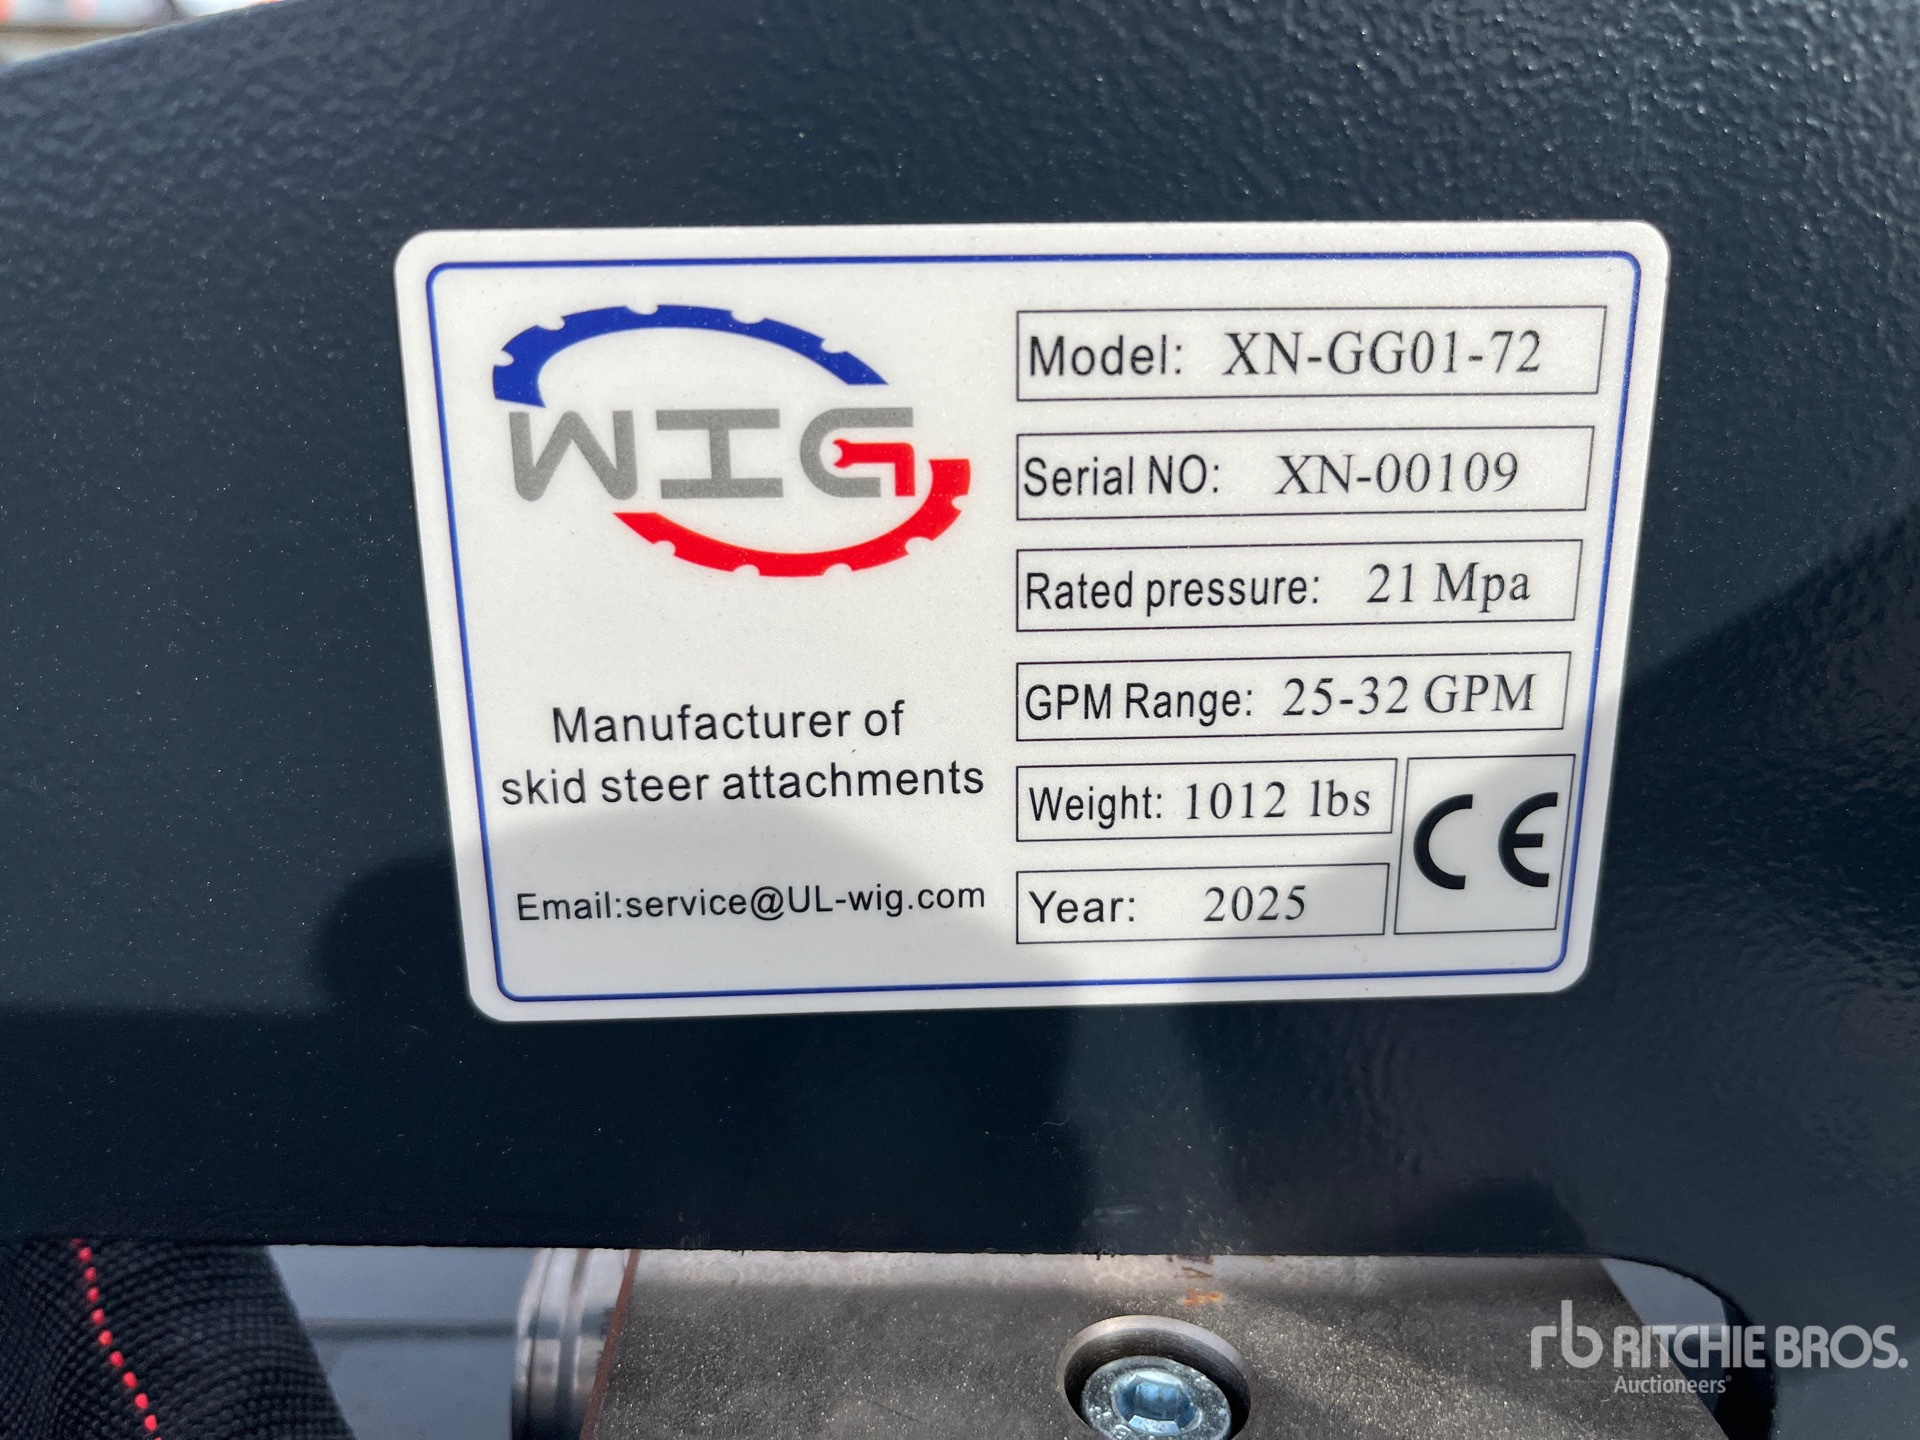 WIG
Manufacturer of
skid steer attachments
Email:service@UL-wig.com
Model: XN-GG01-72
Serial NO: XN-00109
Rated pressure: 21 Mpa
GPM Range: 25-32 GPM
Weight: 1012 lbs
Year: 2025
CE
rb RITCHIE BROS.
Auctioneers